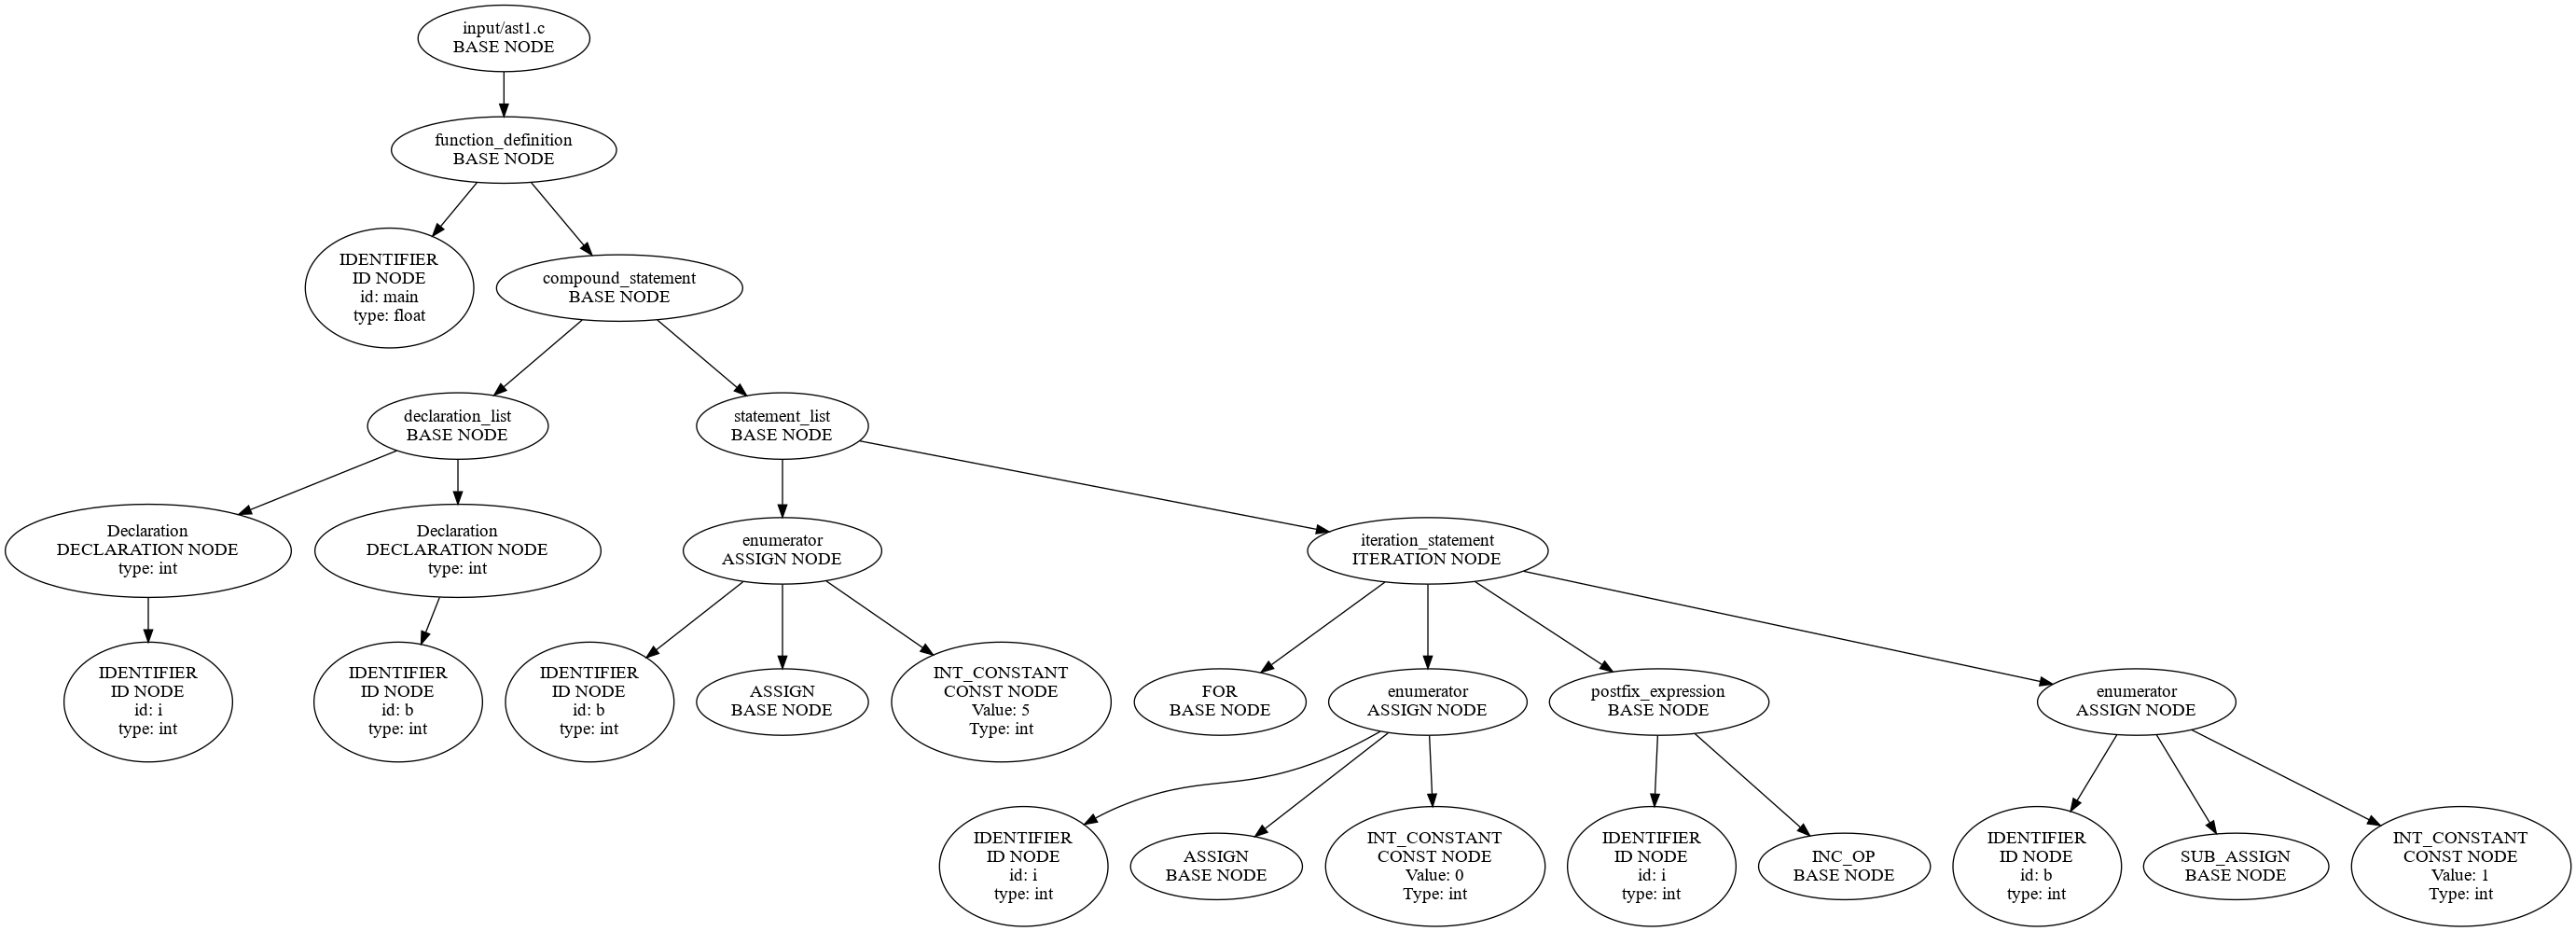 input/ast1.c
BASE NODE
function_definition
BASE NODE
IDENTIFIER
ID NODE
id: main
type: float
compound_statement
BASE NODE
declaration_list
BASE NODE
statement_list
BASE NODE
Declaration
DECLARATION NODE
type: int
Declaration
DECLARATION NODE
type: int
enumerator
ASSIGN NODE
iteration_statement
ITERATION NODE
IDENTIFIER
ID NODE
id: i
type: int
IDENTIFIER
ID NODE
id: b
type: int
IDENTIFIER
ID NODE
id: b
type: int
ASSIGN
BASE NODE
INT_CONSTANT
CONST NODE
Value: 5
Type: int
FOR
BASE NODE
enumerator
ASSIGN NODE
postfix_expression
BASE NODE
enumerator
ASSIGN NODE
IDENTIFIER
ID NODE
id: i
type: int
ASSIGN
BASE NODE
INT_CONSTANT
CONST NODE
Value: 0
Type: int
IDENTIFIER
ID NODE
id: i
type: int
INC_OP
BASE NODE
IDENTIFIER
ID NODE
id: b
type: int
SUB_ASSIGN
BASE NODE
INT_CONSTANT
CONST NODE
Value: 1
Type: int